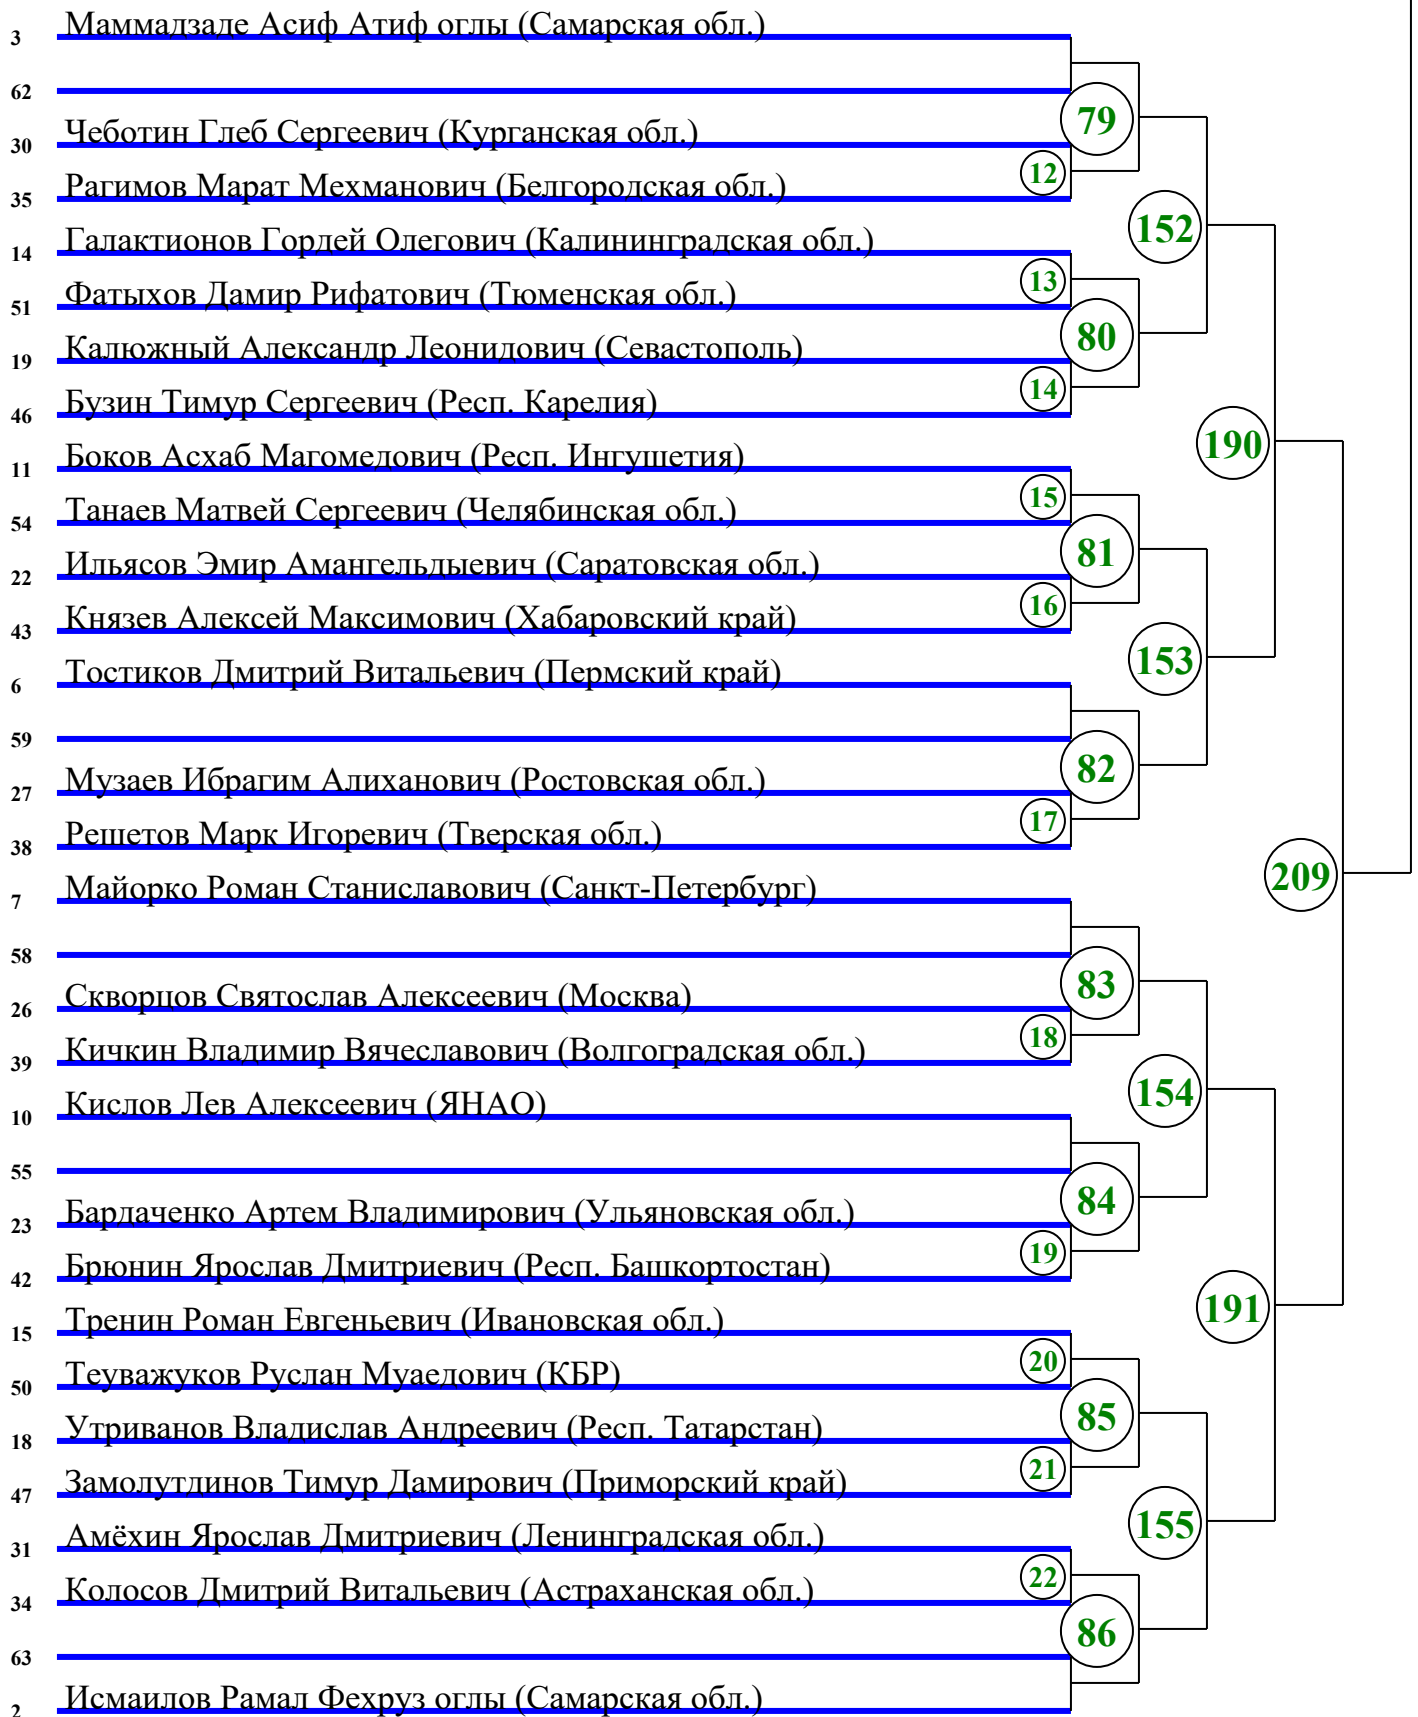 3 Маммадзаде Асиф Атиф оглы (Самарская обл.)
62
79
30 Чеботин Глеб Сергеевич (Курганская обл.)
12
35 Рагимов Марат Мехманович (Белгородская обл.)
152
14 Галактионов Гордей Олегович (Калининградская обл.)
13
51 Фатыхов Дамир Рифатович (Тюменская обл.)
80
19 Калюжный Александр Леонидович (Севастополь)
14
46 Бузин Тимур Сергеевич (Респ. Карелия)
190
11 Боков Асхаб Магомедович (Респ. Ингушетия)
15
54 Танаев Матвей Сергеевич (Челябинская обл.)
81
22 Ильясов Эмир Амангельдыевич (Саратовская обл.)
16
43 Князев Алексей Максимович (Хабаровский край)
153
6 Тостиков Дмитрий Витальевич (Пермский край)
59
82
27 Музаев Ибрагим Алиханович (Ростовская обл.)
17
38 Решетов Марк Игоревич (Тверская обл.)
209
7 Майорко Роман Станиславович (Санкт-Петербург)
58
83
26 Скворцов Святослав Алексеевич (Москва)
18
39 Кичкин Владимир Вячеславович (Волгоградская обл.)
154
10 Кислов Лев Алексеевич (ЯНАО)
55
84
23 Бардаченко Артем Владимирович (Ульяновская обл.)
19
42 Брюнин Ярослав Дмитриевич (Респ. Башкортостан)
191
15 Тренин Роман Евгеньевич (Ивановская обл.)
20
50 Теуважуков Руслан Муаедович (КБР)
85
18 Утриванов Владислав Андреевич (Респ. Татарстан)
21
47 Замолутдинов Тимур Дамирович (Приморский край)
155
31 Амёхин Ярослав Дмитриевич (Ленинградская обл.)
22
34 Колосов Дмитрий Витальевич (Астраханская обл.)
86
63
2 Исмаилов Рамал Фехруз оглы (Самарская обл.)